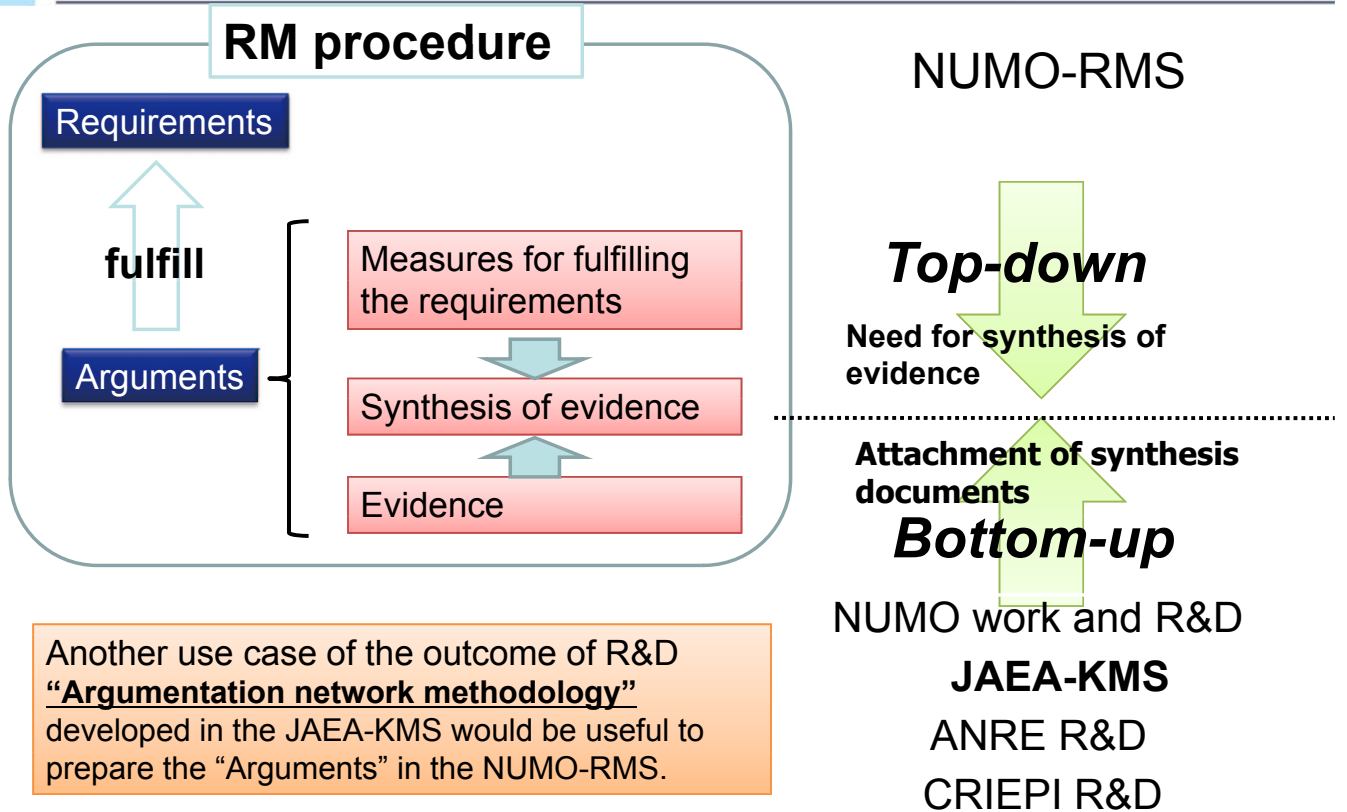 RM procedure
Requirements
fulfill
Arguments
Measures for fulfilling
the requirements
Synthesis of evidence
Evidence
NUMO-RMS
Top-down
Need for synthesis of
evidence
Attachment of synthesis
documents
Bottom-up
NUMO work and R&D
JAEA-KMS
ANRE R&D
CRIEPI R&D
Another use case of the outcome of R&D
“Argumentation network methodology”
developed in the JAEA-KMS would be useful to
prepare the “Arguments” in the NUMO-RMS.